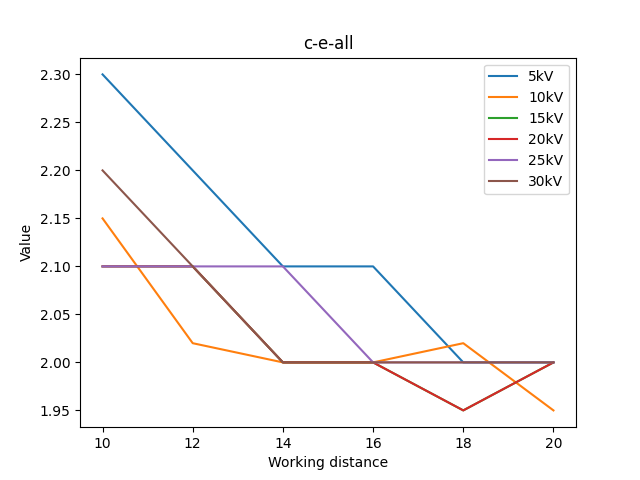 c-e-all
2.30
2.25
2.20
2.15
2.10
2.05
2.00
1.95
Value
10
12
14
16
18
20
Working distance
5kV
10kV
15kV
20kV
25kV
30kV